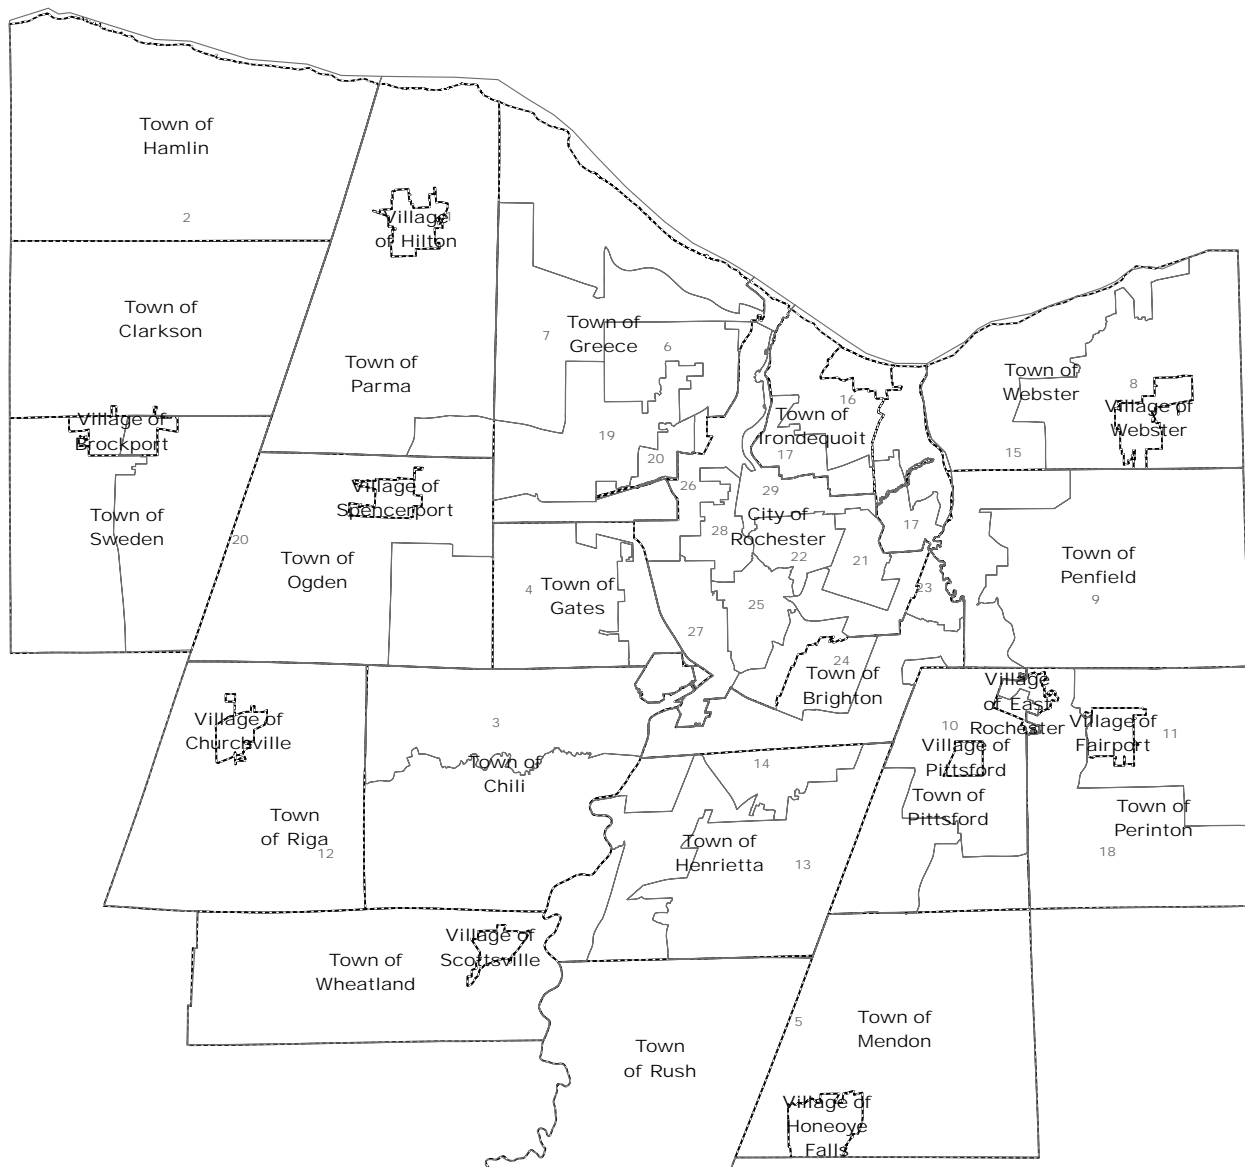 Town of
Hamlin
2
Village
1
of Hilton
Town of
Clarkson
Town of
Parma
7
Town of
Greece
6
Town of
Webster
8
Village of
Webster
16
Town of
Irondequoit
17
15
Village of
Brockport
19
20
26
29
Village of
Spencerport
City of
Rochester
17
Town of
Sweden
20
Town of
Ogden
28
22
21
Town of
Penfield
9
4
Town of
Gates
25
23
27
24
Town of
Brighton
Village
of East
Rochester
Village of
Churchville
3
Town of
Chili
14
10
Village of
Pittsford
Town of
Pittsford
Village of
Fairport
11
Town
of Riga
12
Town of
Henrietta
13
Town of
Perinton
18
Village of
Scottsville
Town of
Wheatland
5
Town of
Mendon
Town
of Rush
Village of
Honeoye
Falls